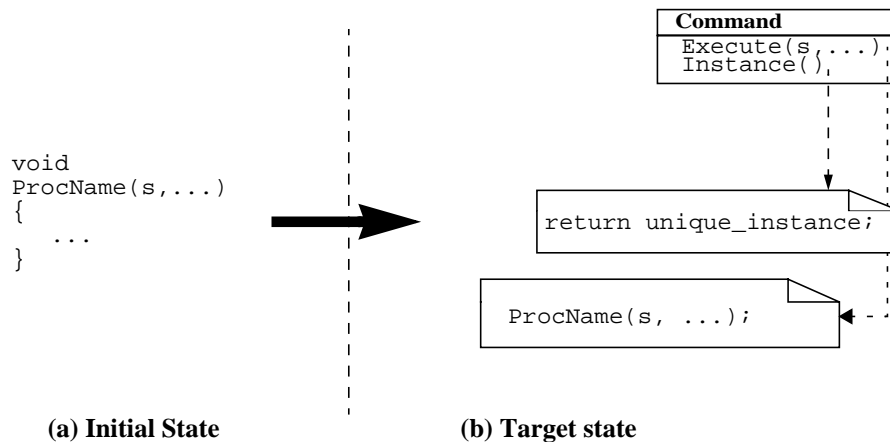 void
ProcName(s,...)
{
...
}
Command
Execute(s,...)
Instance()
return unique_instance;
ProcName(s, ...);
(a) Initial State
(b) Target state